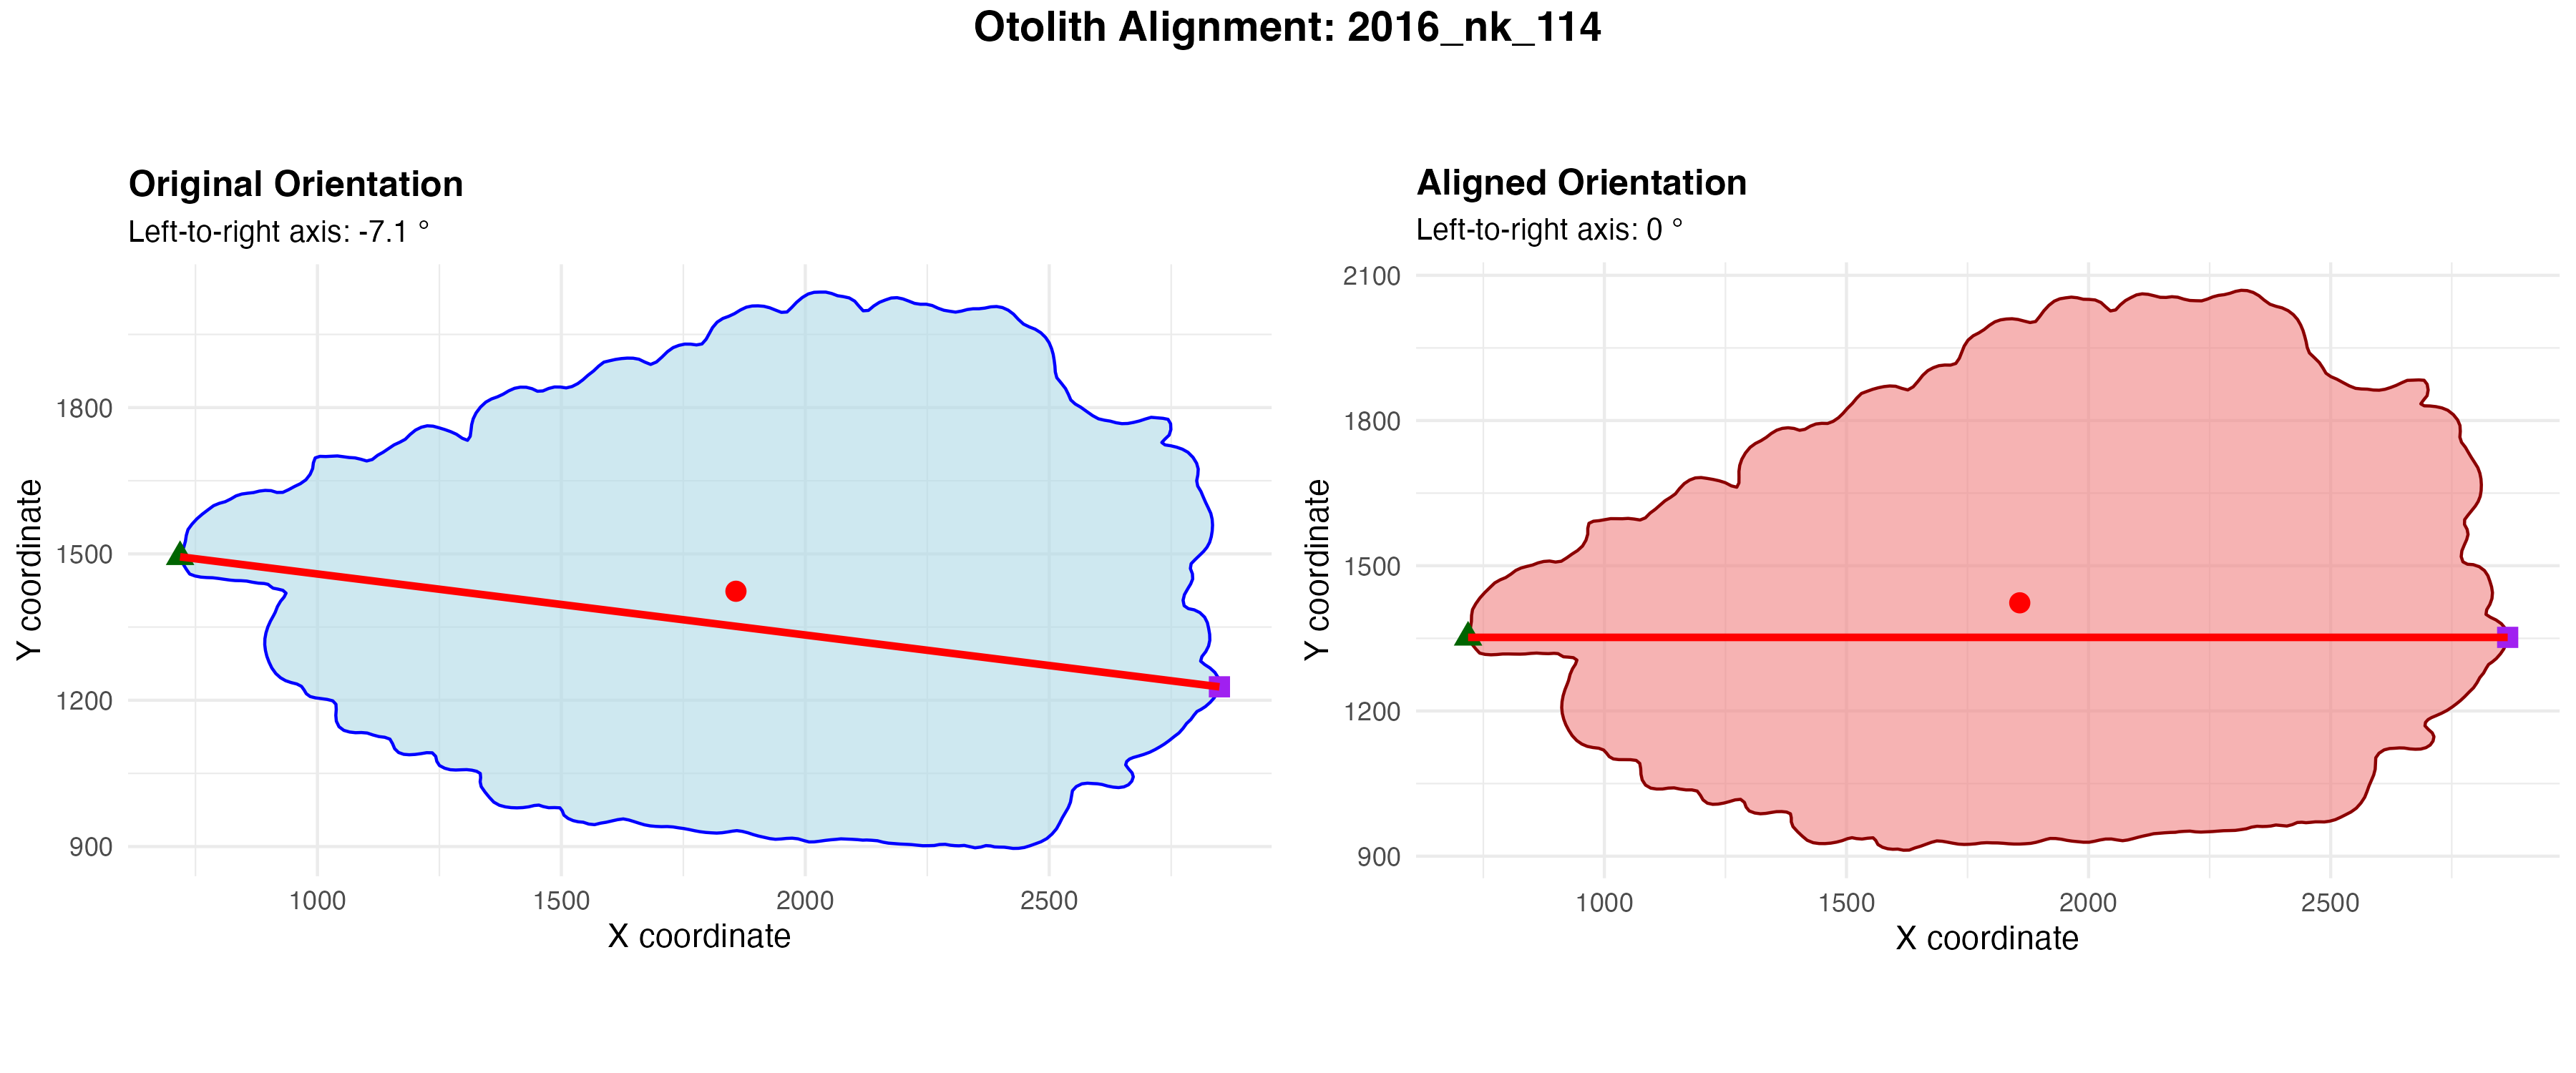 Otolith Alignment: 2016_nk_114
Original Orientation
Left-to-right axis: -7.1 °
Y coordinate
1800
1500
1200
900
1000 1500 2000 2500
X coordinate
Aligned Orientation
Left-to-right axis: 0 °
Y coordinate
2100
1800
1500
1200
900
1000 1500 2000 2500
X coordinate